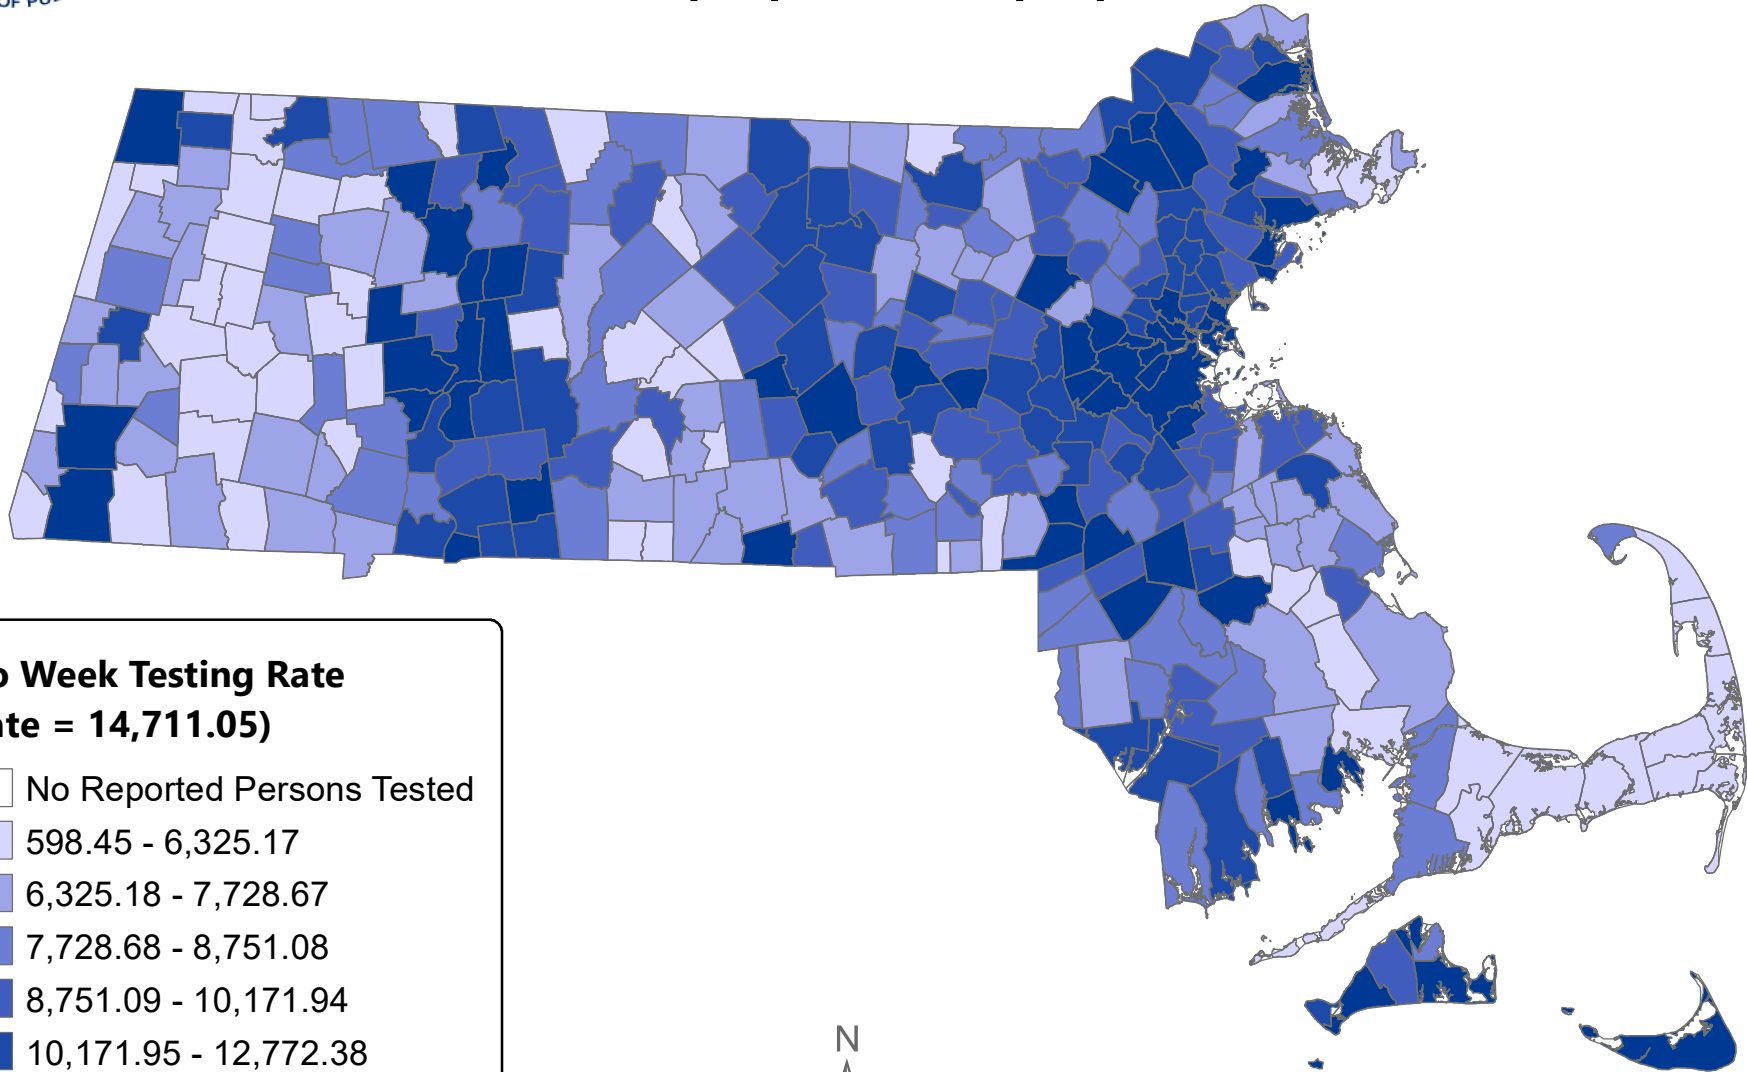 Week Testing Rate
= 14,711.05)
No Reported Persons Tested
598.45 - 6,325.17
6,325.18 - 7,728.67
7,728.68 - 8,751.08
8,751.09 - 10,171.94
10,171.95 - 12,772.38
N